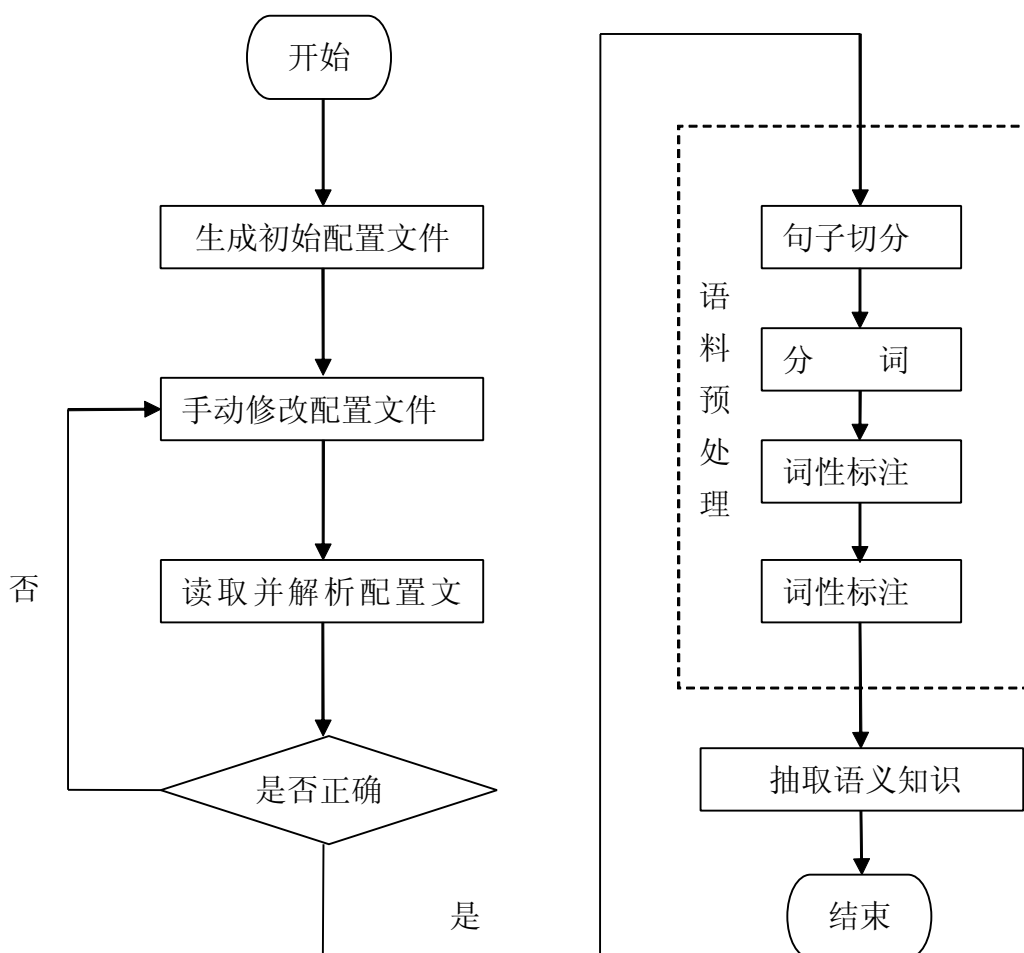 开始
生成初始配置文件
手动修改配置文件
读取并解析配置文
否
是否正确
是
语料预处理
句子切分
分 词
词性标注
词性标注
抽取语义知识
结束